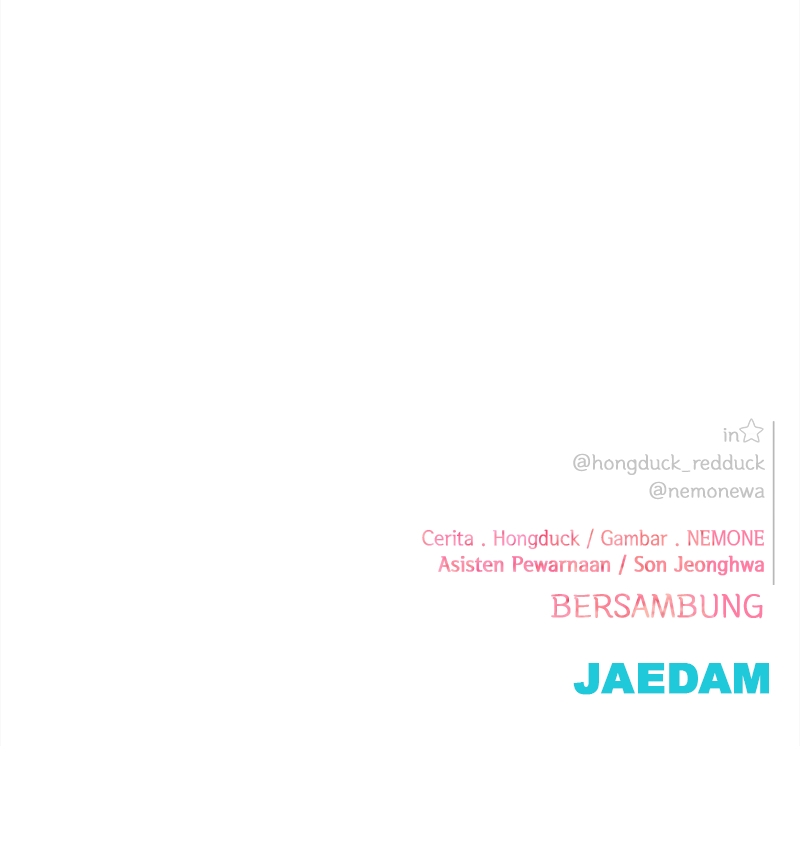 in☆
@hongduck_redduck
@nemonewa
Cerita . Hongduck / Gambar . NEMONE
Asisten Pewarnaan / Son Jeonghwa
BERSAMBUNG
JAEDAM